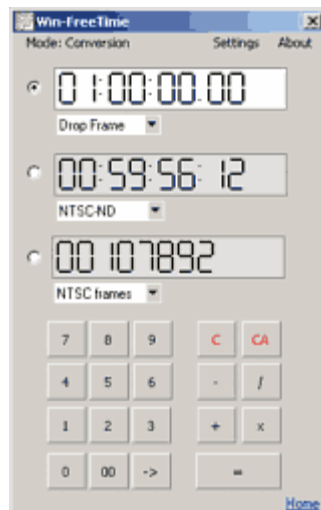 Win-FreeTime
Mode: Conversion Settings About
01:00:00.00
Drop Frame
00:59:56:12
NTSC-ND
00107892
NTSC frames
7 8 9 C CA
4 5 6 - /
1 2 3 + x
0 00 -> =
Home